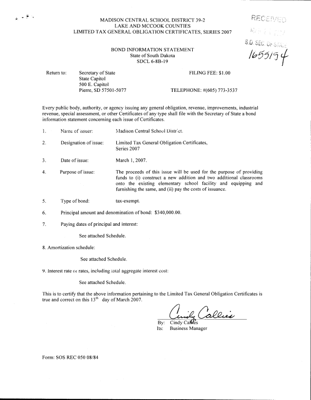 MADISON CENTRAL SCHOOL DISTRICT 39-2
LAKE AND MCCOOK COUNTIES
LIMITED TAX GENERAL OBLIGATION CERTIFICATES, SERIES 2007
RECEIVED
S.D. SEC. OF STATE
1655194
BOND INFORMATION STATEMENT
State of South Dakota
SDCL 6-8B-19
Return to: Secretary of State FILING FEE: $1.00
State Capitol
500 E. Capitol
Pierre, SD 57501-5077 TELEPHONE: #(605) 773-3537
Every public body, authority, or agency issuing any general obligation, revenue, improvements, industrial
revenue, special assessment, or other Certificates of any type shall file with the Secretary of State a bond
information statement concerning each issue of Certificates.
1. Name of issuer: Madison Central School District.
2. Designation of issue: Limited Tax General Obligation Certificates,
Series 2007
3. Date of issue: March 1, 2007.
4. Purpose of issue: The proceeds of this issue will be used for the purpose of providing
funds to (i) construct a new addition and two additional classrooms
onto the existing elementary school facility and equipping and
furnishing the same, and (ii) pay the costs of issuance.
5. Type of bond: tax-exempt.
6. Principal amount and denomination of bond: $340,000.00.
7. Paying dates of principal and interest:
See attached Schedule.
8. Amortization schedule:
See attached Schedule.
9. Interest rate or rates, including total aggregate interest cost:
See attached Schedule.
This is to certify that the above information pertaining to the Limited Tax General Obligation Certificates is
true and correct on this 15th day of March 2007.
Cindy Callies
By: Cindy Callies
Its: Business Manager
Form: SOS REC 050 08/84